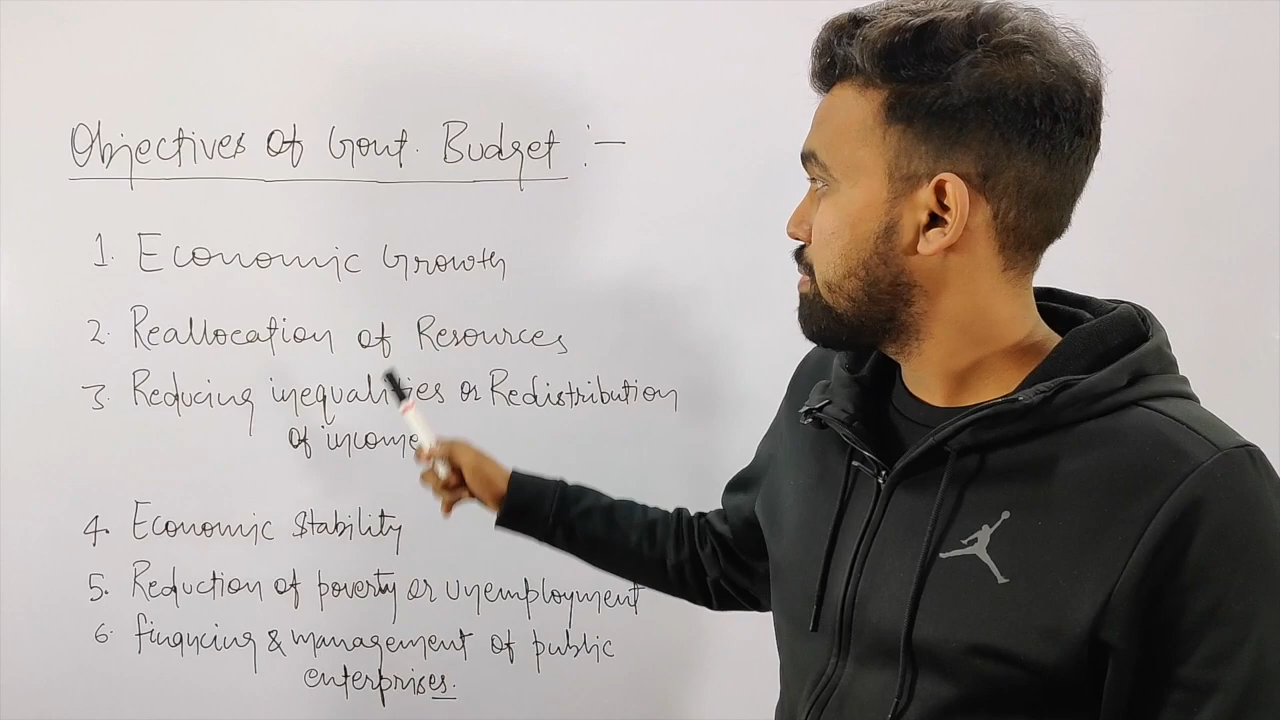 Objectives of Govt. Budget :-
1. Economic Growth
2. Reallocation of Resources
3. Reducing inequalities or Redistribution
of income
4. Economic Stability
5. Reduction of poverty or Unemployment
6. financing & management of public
enterprises.